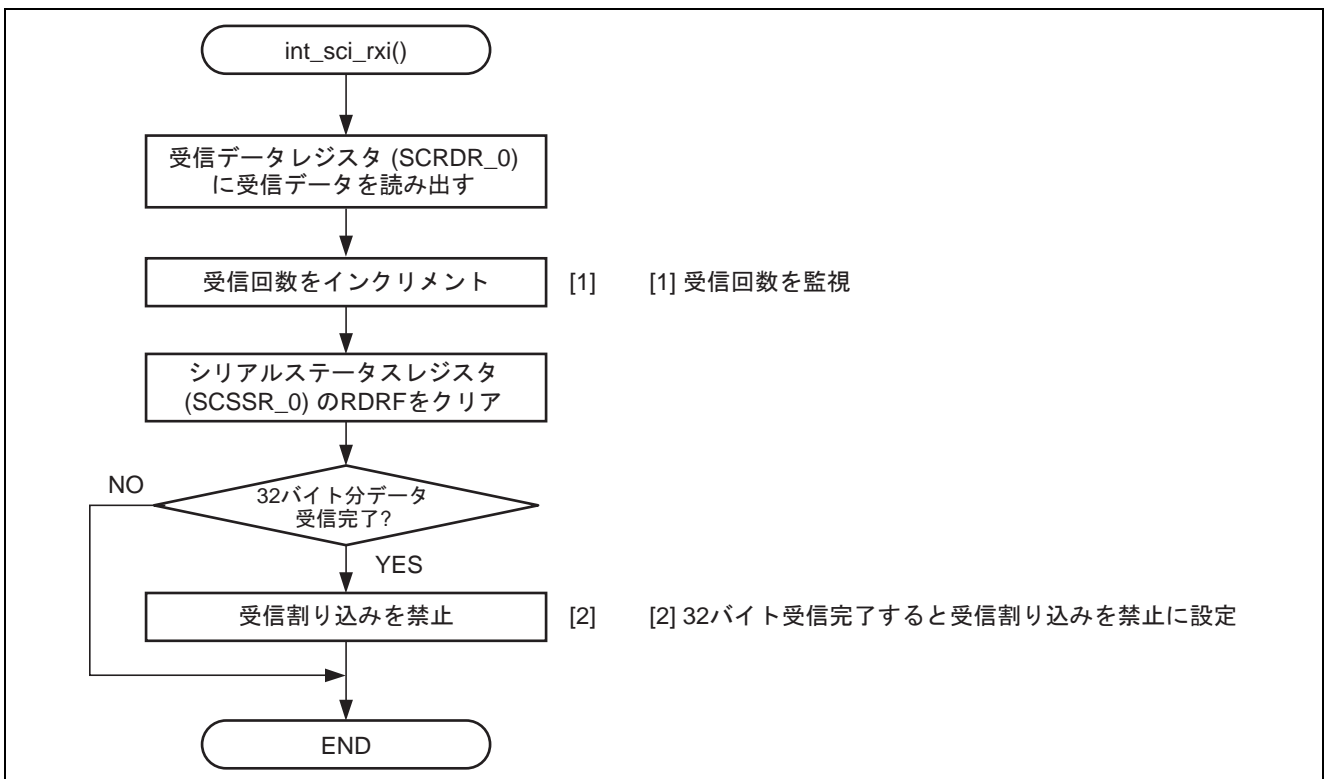 int_sci_rxi()
受信データレジスタ (SCRDR_0)
に受信データを読み出す
受信回数をインクリメント [1] [1] 受信回数を監視
シリアルステータスレジスタ
(SCSSR_0) のRDRFをクリア
NO
32バイト分データ
受信完了?
YES
受信割り込みを禁止 [2] [2] 32バイト受信完了すると受信割り込みを禁止に設定
END